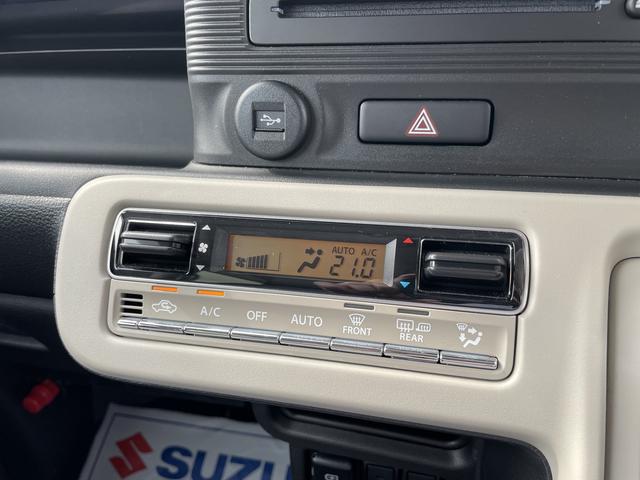 AUTO A/C
21.0
A/C OFF AUTO FRONT REAR
SUZU